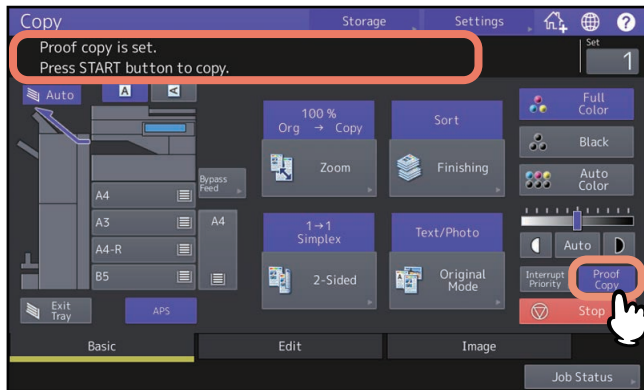 Copy
Storage
Settings
?
Proof copy is set.
Press START button to copy.
Set
1
Auto
A
A
100 %
Org → Copy
Zoom
Sort
Finishing
Full
Color
Black
Auto
Color
Bypass
Feed
A4
A3
A4-R
B5
A4
1→1
Simplex
2-Sided
Text/Photo
Original
Mode
Auto
Interrupt
Priority
Proof
Copy
Exit
Tray
APS
Stop
Basic
Edit
Image
Job Status